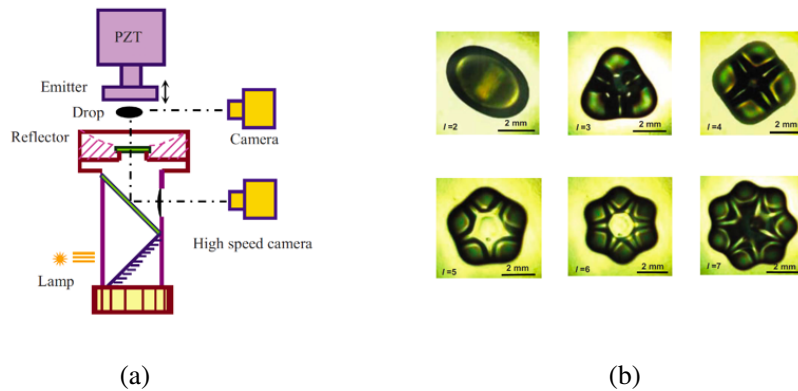 PZT
Emitter
Drop
Reflector
Camera
High speed camera
Lamp
(a)
l=2
2 mm
l=3
2 mm
l=4
2 mm
l=5
2 mm
l=6
2 mm
l=7
2 mm
(b)